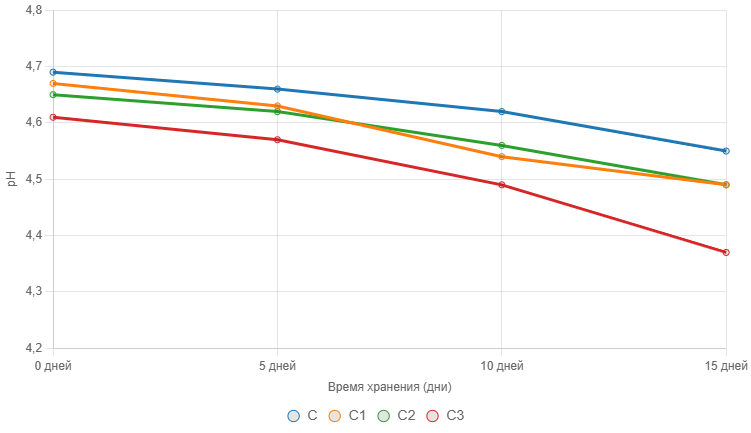 4,8
4,7
4,6
4,5
4,4
4,3
4,2
pH
0 дней 5 дней 10 дней 15 дней
Время хранения (дни)
C C1 C2 C3